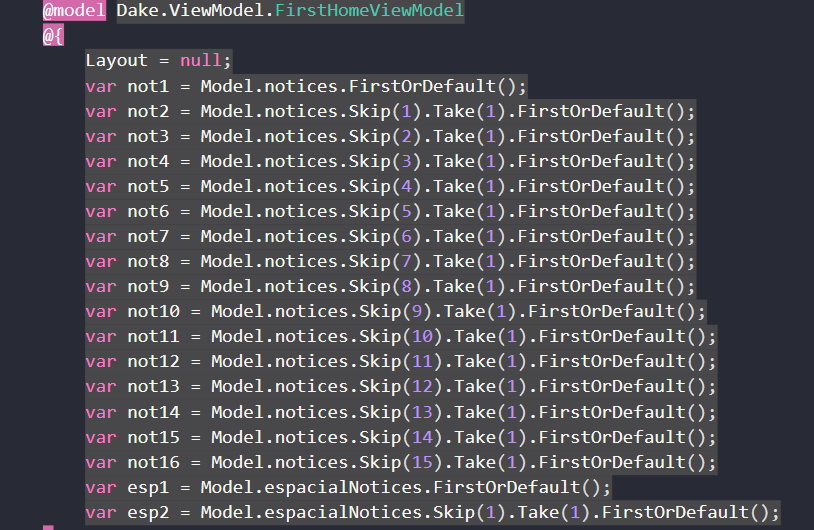 @model Dake.ViewModel.FirstHomeViewModel
@{
Layout = null;
var not1 = Model.notices.FirstOrDefault();
var not2 = Model.notices.Skip(1).Take(1).FirstOrDefault();
var not3 = Model.notices.Skip(2).Take(1).FirstOrDefault();
var not4 = Model.notices.Skip(3).Take(1).FirstOrDefault();
var not5 = Model.notices.Skip(4).Take(1).FirstOrDefault();
var not6 = Model.notices.Skip(5).Take(1).FirstOrDefault();
var not7 = Model.notices.Skip(6).Take(1).FirstOrDefault();
var not8 = Model.notices.Skip(7).Take(1).FirstOrDefault();
var not9 = Model.notices.Skip(8).Take(1).FirstOrDefault();
var not10 = Model.notices.Skip(9).Take(1).FirstOrDefault();
var not11 = Model.notices.Skip(10).Take(1).FirstOrDefault();
var not12 = Model.notices.Skip(11).Take(1).FirstOrDefault();
var not13 = Model.notices.Skip(12).Take(1).FirstOrDefault();
var not14 = Model.notices.Skip(13).Take(1).FirstOrDefault();
var not15 = Model.notices.Skip(14).Take(1).FirstOrDefault();
var not16 = Model.notices.Skip(15).Take(1).FirstOrDefault();
var esp1 = Model.espacialNotices.FirstOrDefault();
var esp2 = Model.espacialNotices.Skip(1).Take(1).FirstOrDefault();